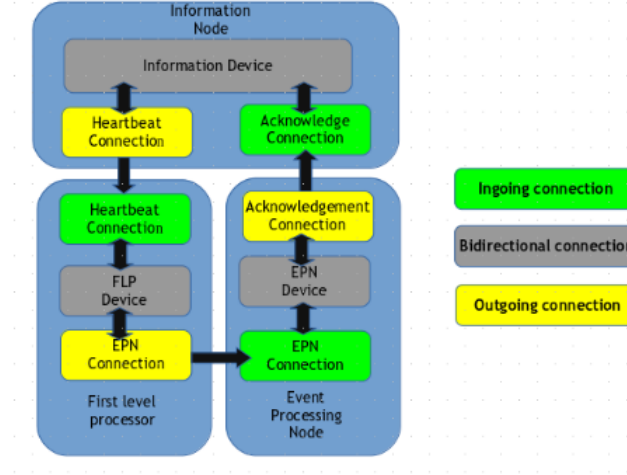 Information
Node
Information Device
Heartbeat
Connection
Acknowledge
Connection
Heartbeat
Connection
Acknowledgement
Connection
FLP
Device
EPN
Device
EPN
Connection
EPN
Connection
First level
processor
Event
Processing
Node
Ingoing connection
Bidirectional connection
Outgoing connection